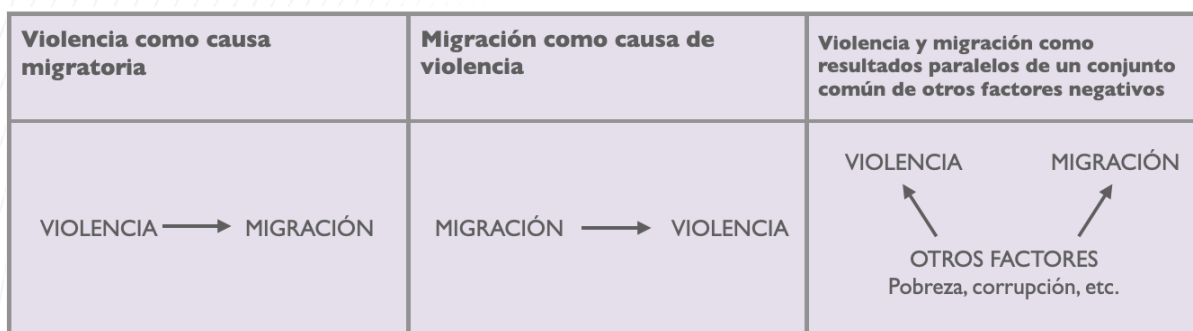 Violencia como causa
migratoria
Migración como causa de
violencia
Violencia y migración como
resultados paralelos de un conjunto
común de otros factores negativos
VIOLENCIA
MIGRACIÓN
MIGRACIÓN
VIOLENCIA
VIOLENCIA
MIGRACIÓN
OTROS FACTORES
Pobreza, corrupción, etc.